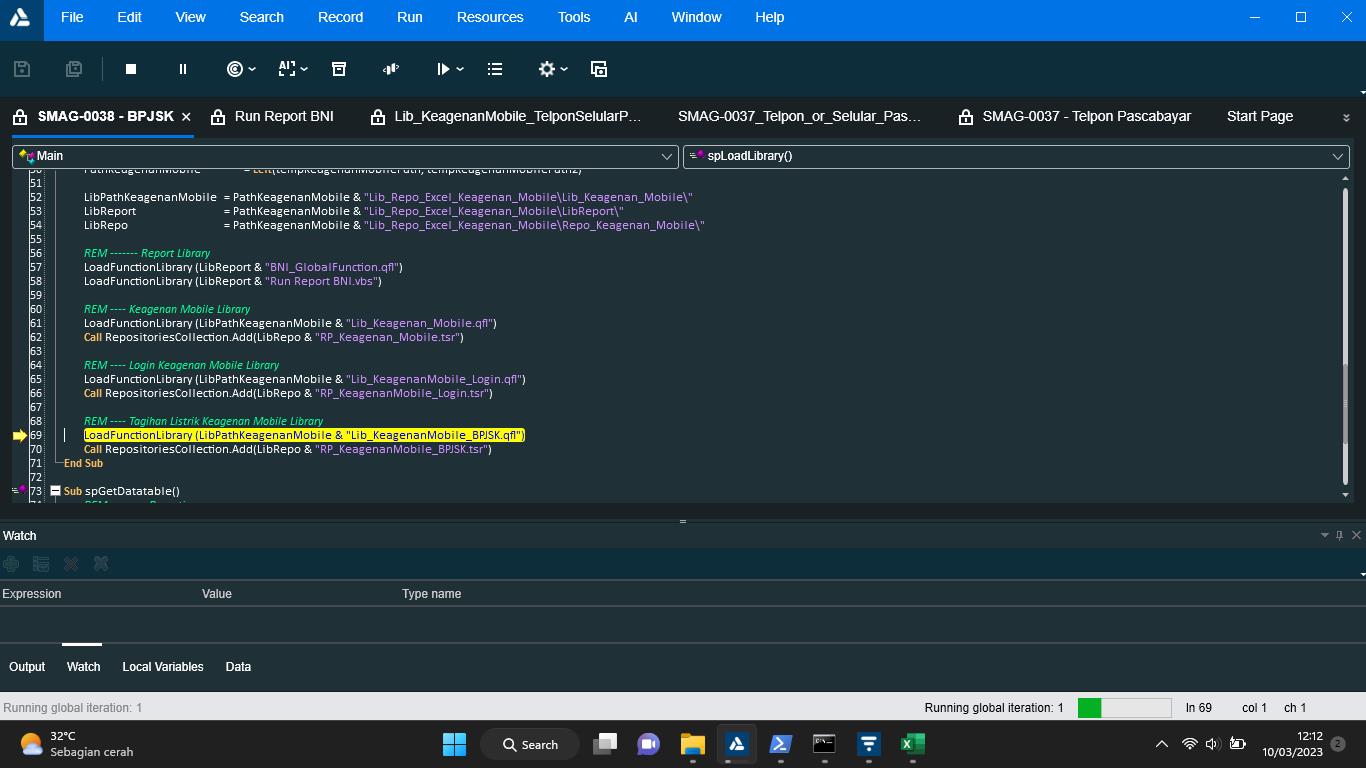 File Edit View Search Record Run Resources Tools AI Window Help
SMAG-0038 - BPJSK Run Report BNI Lib_KeagenanMobile_TelponSelularP... SMAG-0037_Telpon_or_Selular_Pas... SMAG-0037 - Telpon Pascabayar Start Page
Main spLoadLibrary()
51
52 LibPathKeagenanMobile = PathKeagenanMobile & "Lib_Repo_Excel_Keagenan_Mobile\Lib_Keagenan_Mobile\"
53 LibReport = PathKeagenanMobile & "Lib_Repo_Excel_Keagenan_Mobile\LibReport\"
54 LibRepo = PathKeagenanMobile & "Lib_Repo_Excel_Keagenan_Mobile\Repo_Keagenan_Mobile\"
55
56 REM ------- Report Library
57 LoadFunctionLibrary (LibReport & "BNI_GlobalFunction.qfl")
58 LoadFunctionLibrary (LibReport & "Run Report BNI.vbs")
59
60 REM ---- Keagenan Mobile Library
61 LoadFunctionLibrary (LibPathKeagenanMobile & "Lib_Keagenan_Mobile.qfl")
62 Call RepositoriesCollection.Add(LibRepo & "RP_Keagenan_Mobile.tsr")
63
64 REM ---- Login Keagenan Mobile Library
65 LoadFunctionLibrary (LibPathKeagenanMobile & "Lib_KeagenanMobile_Login.qfl")
66 Call RepositoriesCollection.Add(LibRepo & "RP_KeagenanMobile_Login.tsr")
67
68 REM ---- Tagihan Listrik Keagenan Mobile Library
69 LoadFunctionLibrary (LibPathKeagenanMobile & "Lib_KeagenanMobile_BPJSK.qfl")
70 Call RepositoriesCollection.Add(LibRepo & "RP_KeagenanMobile_BPJSK.tsr")
71 End Sub
72
73 Sub spGetDatatable()
Watch
Expression Value Type name
Output Watch Local Variables Data
Running global iteration: 1 Running global iteration: 1 ln 69 col 1 ch 1
32°C
Sebagian cerah
Search
12:12
10/03/2023
2